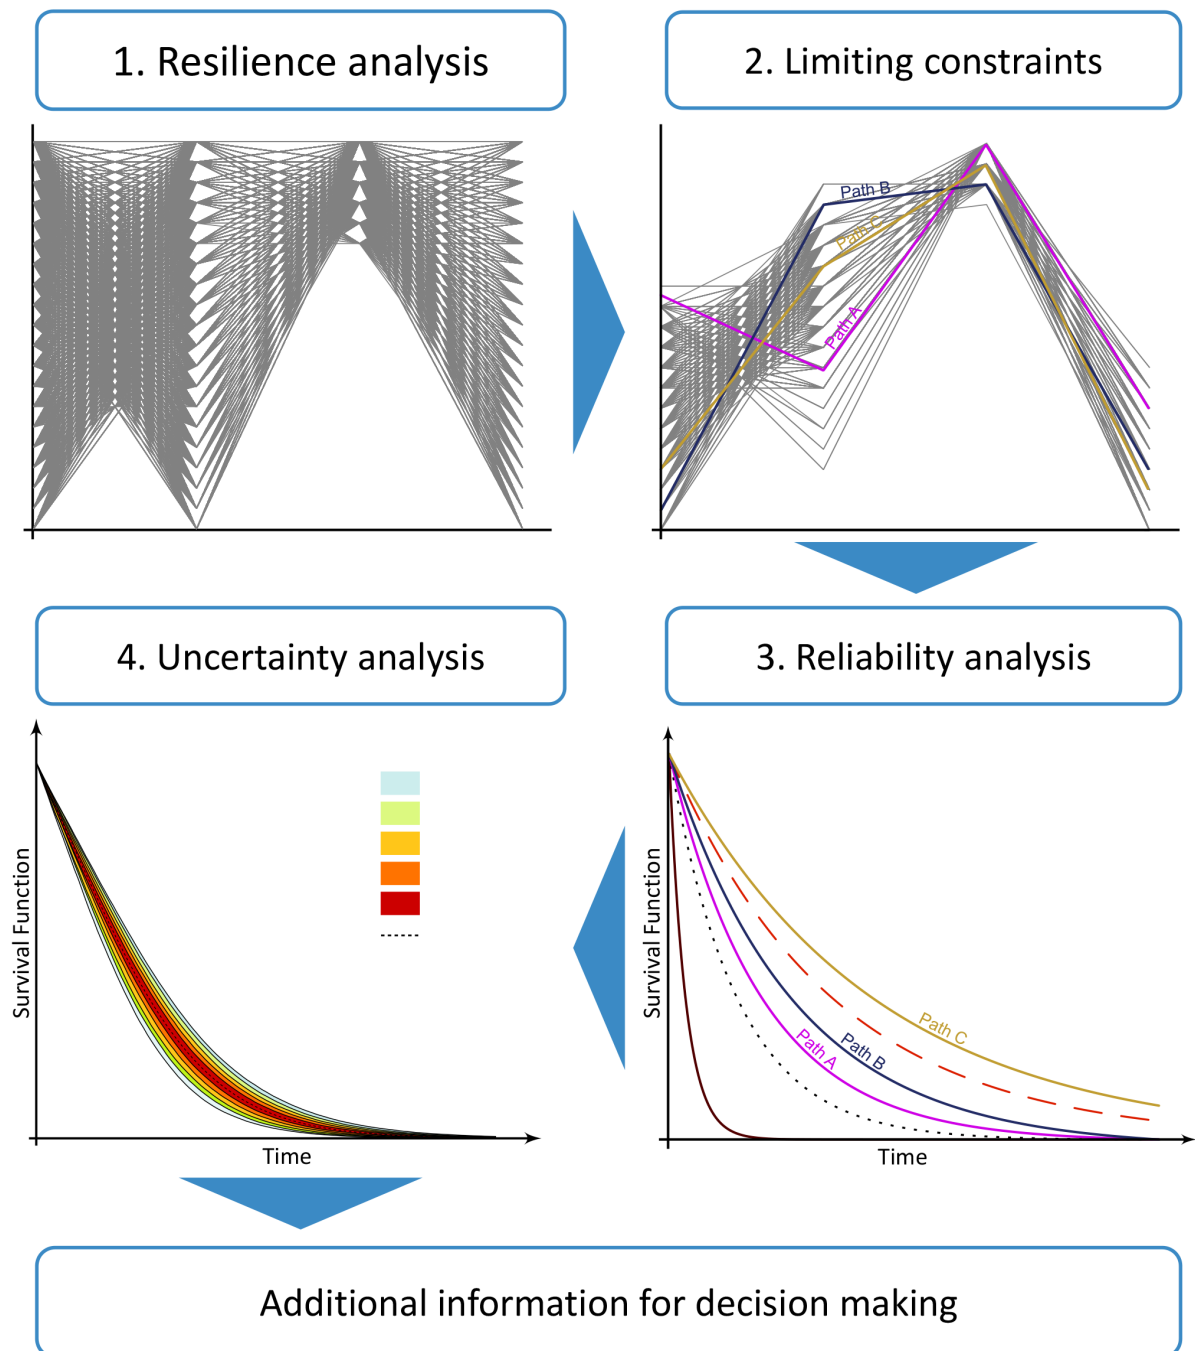 1. Resilience analysis
2. Limiting constraints
Path B
Path C
Path A
4. Uncertainty analysis
3. Reliability analysis
Survival Function
Time
Survival Function
Path C
Path B
Path A
Time
Additional information for decision making